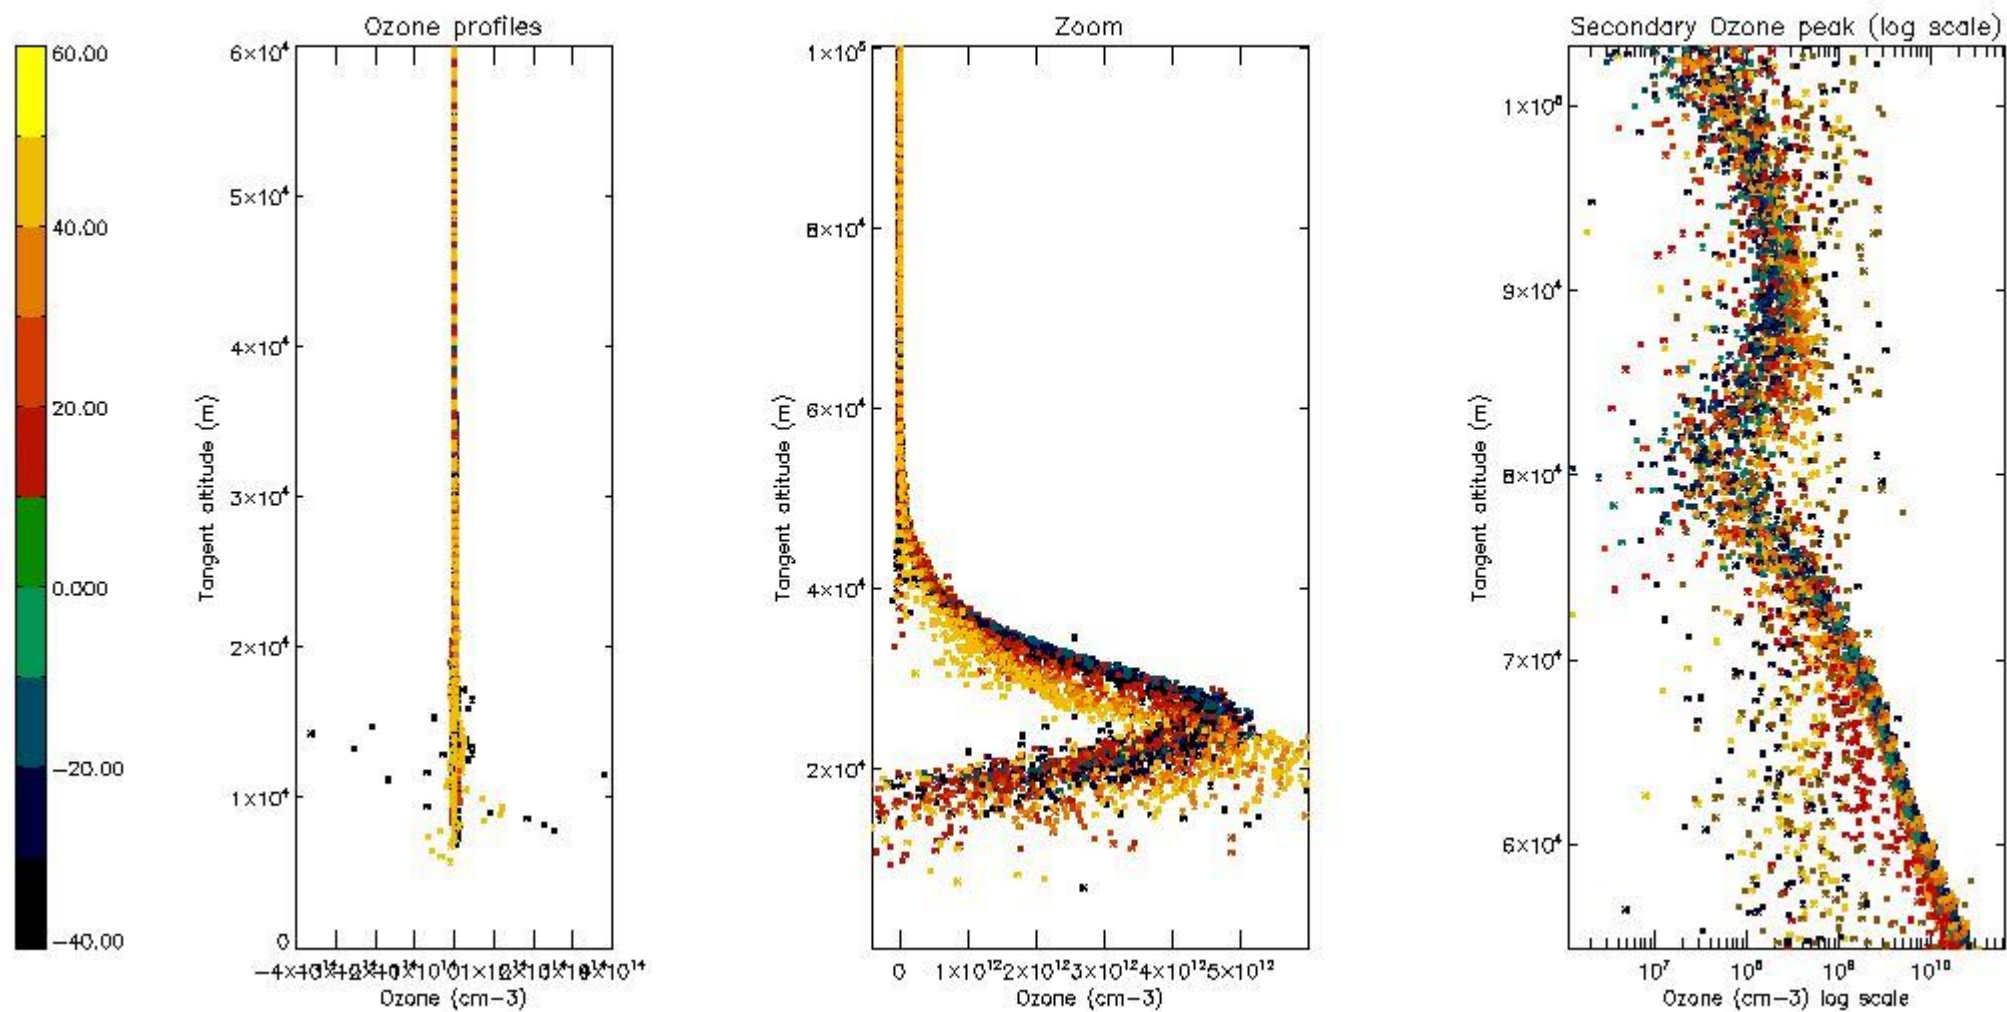 Ozone profiles
Zoom
Secondary Ozone peak (log scale)
60.00
40.00
20.00
0.000
-20.00
-40.00
6×10⁴
5×10⁴
4×10⁴
3×10⁴
2×10⁴
1×10⁴
0
Tangent altitude (m)
Ozone (cm-3)
1×10⁵
8×10⁴
6×10⁴
4×10⁴
2×10⁴
Tangent altitude (m)
0 1×10¹² 2×10¹² 3×10¹² 4×10¹² 5×10¹²
Ozone (cm-3)
9×10⁴
8×10⁴
7×10⁴
6×10⁴
Tangent altitude (m)
10⁷ 10⁸ 10⁹ 10¹⁰
Ozone (cm-3) log scale